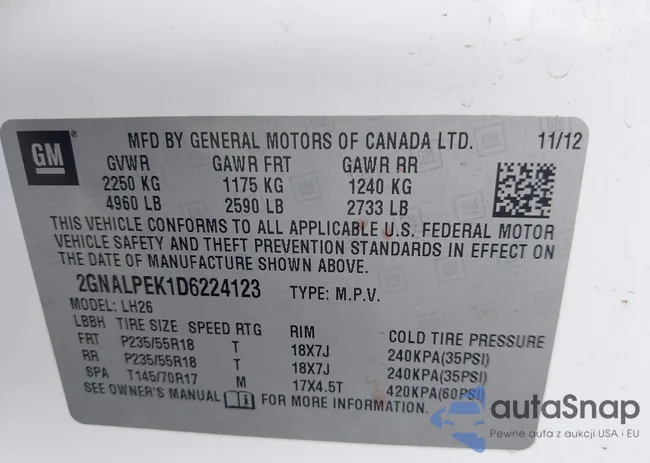 GM®
MFD BY GENERAL MOTORS OF CANADA LTD. 11/12
GVWR GAWR FRT GAWR RR
2250 KG 1175 KG 1240 KG
4960 LB 2590 LB 2733 LB
THIS VEHICLE CONFORMS TO ALL APPLICABLE U.S. FEDERAL MOTOR
VEHICLE SAFETY AND THEFT PREVENTION STANDARDS IN EFFECT ON
THE DATE OF MANUFACTURE SHOWN ABOVE.
2GNALPEK1D6224123 TYPE: M.P.V.
MODEL: LH26
LBBH TIRE SIZE SPEED RTG RIM COLD TIRE PRESSURE
FRT P235/55R18 T 18X7J 240KPA(35PSI)
RR P235/55R18 T 18X7J 240KPA(35PSI)
SPA T145/70R17 M 17X4.5T 420KPA(60PSI)
SEE OWNER'S MANUAL FOR MORE INFORMATION.
autaSnap
Pewne auta z aukcji USA i EU